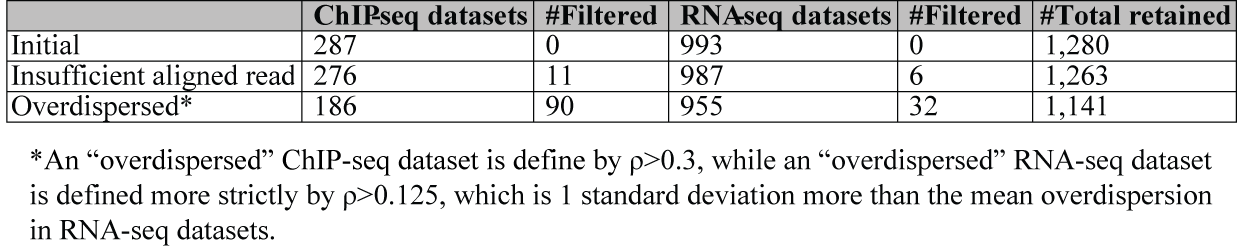 ChIP-seq datasets #Filtered RNA-seq datasets #Filtered #Total retained
Initial 287 0 993 0 1,280
Insufficient aligned read 276 11 987 6 1,263
Overdispersed* 186 90 955 32 1,141
*An “overdispersed” ChIP-seq dataset is define by ρ>0.3, while an “overdispersed” RNA-seq dataset
is defined more strictly by ρ>0.125, which is 1 standard deviation more than the mean overdispersion
in RNA-seq datasets.